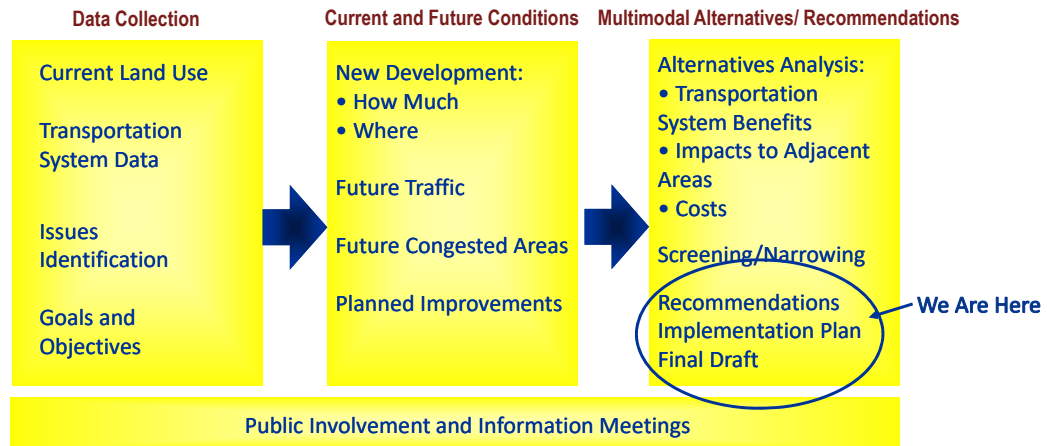 Data Collection
Current Land Use
Transportation
System Data
Issues
Identification
Goals and
Objectives
Current and Future Conditions
New Development:
• How Much
• Where
Future Traffic
Future Congested Areas
Planned Improvements
Multimodal Alternatives/ Recommendations
Alternatives Analysis:
• Transportation
System Benefits
• Impacts to Adjacent
Areas
• Costs
Screening/Narrowing
Recommendations
Implementation Plan
Final Draft
We Are Here
Public Involvement and Information Meetings